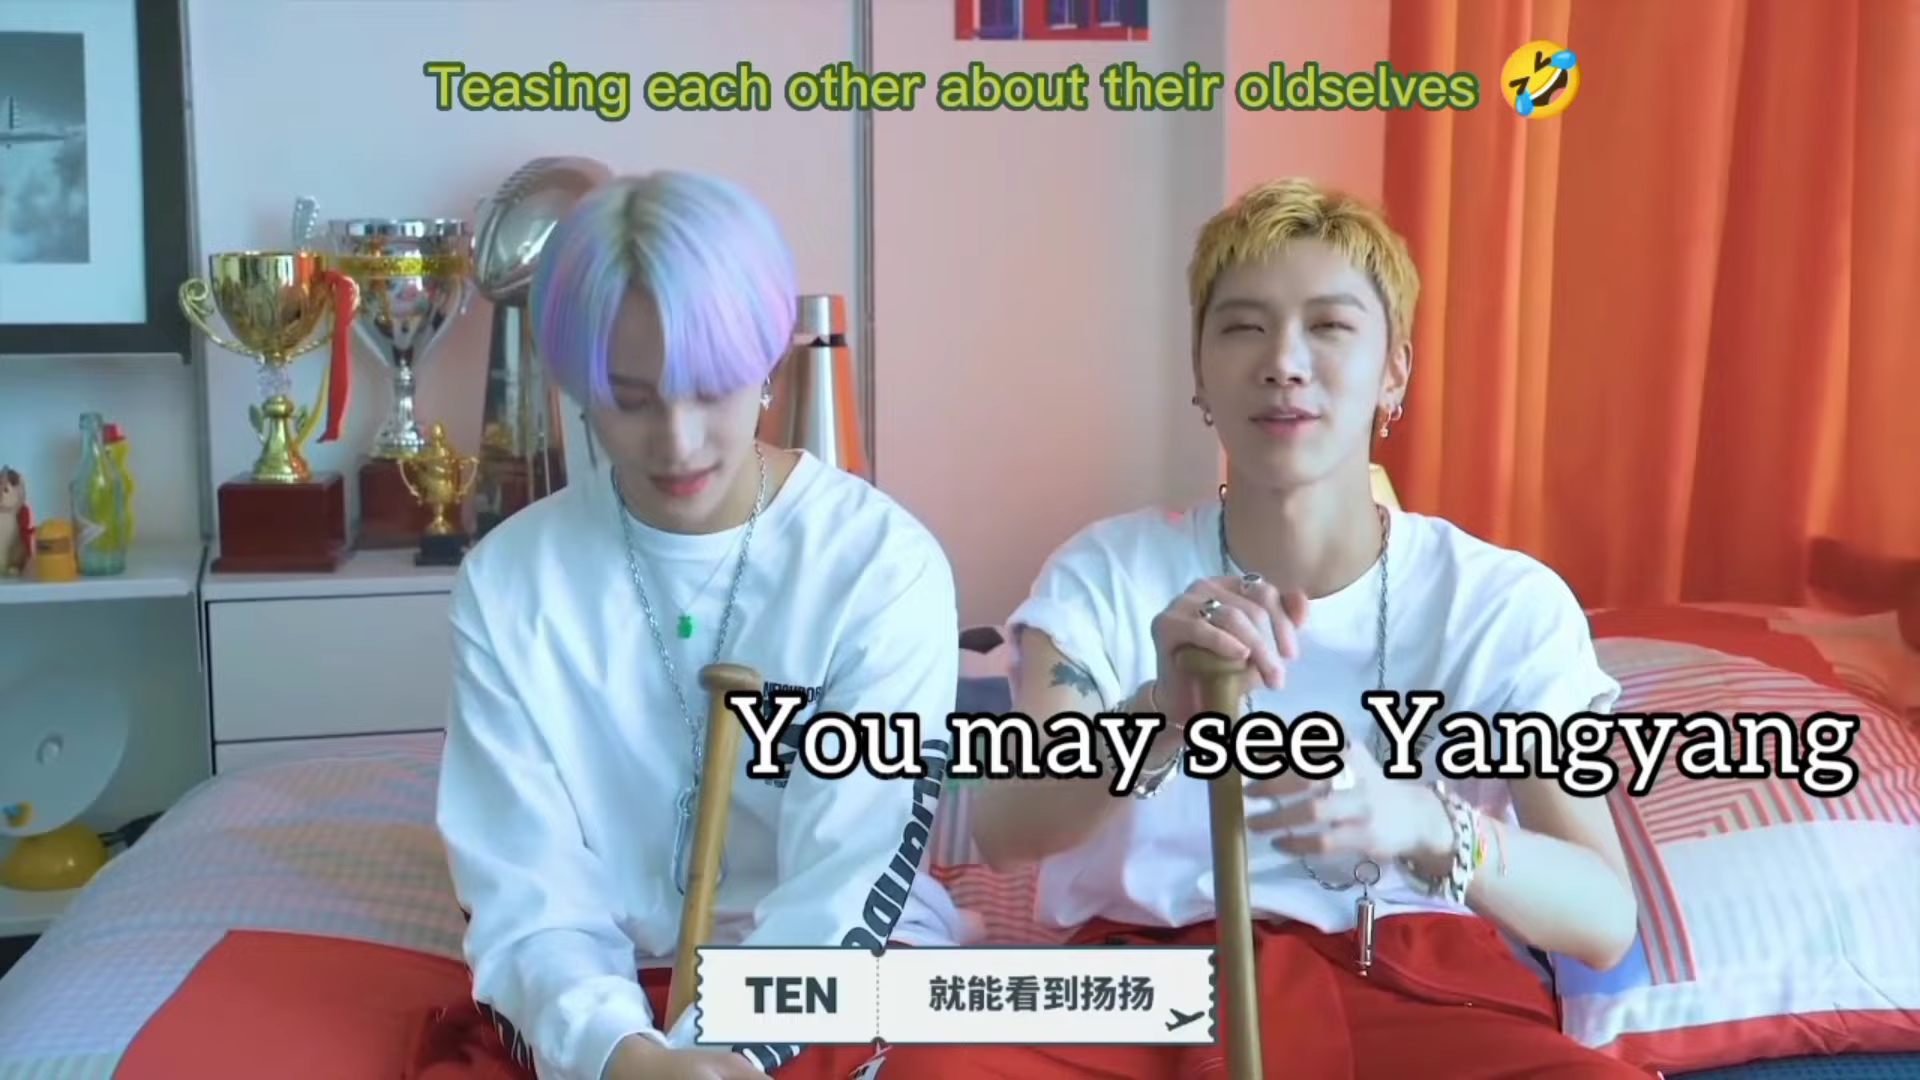 Teasing each other about their oldselves 🤣
You may see Yangyang
TEN
就能看到扬扬